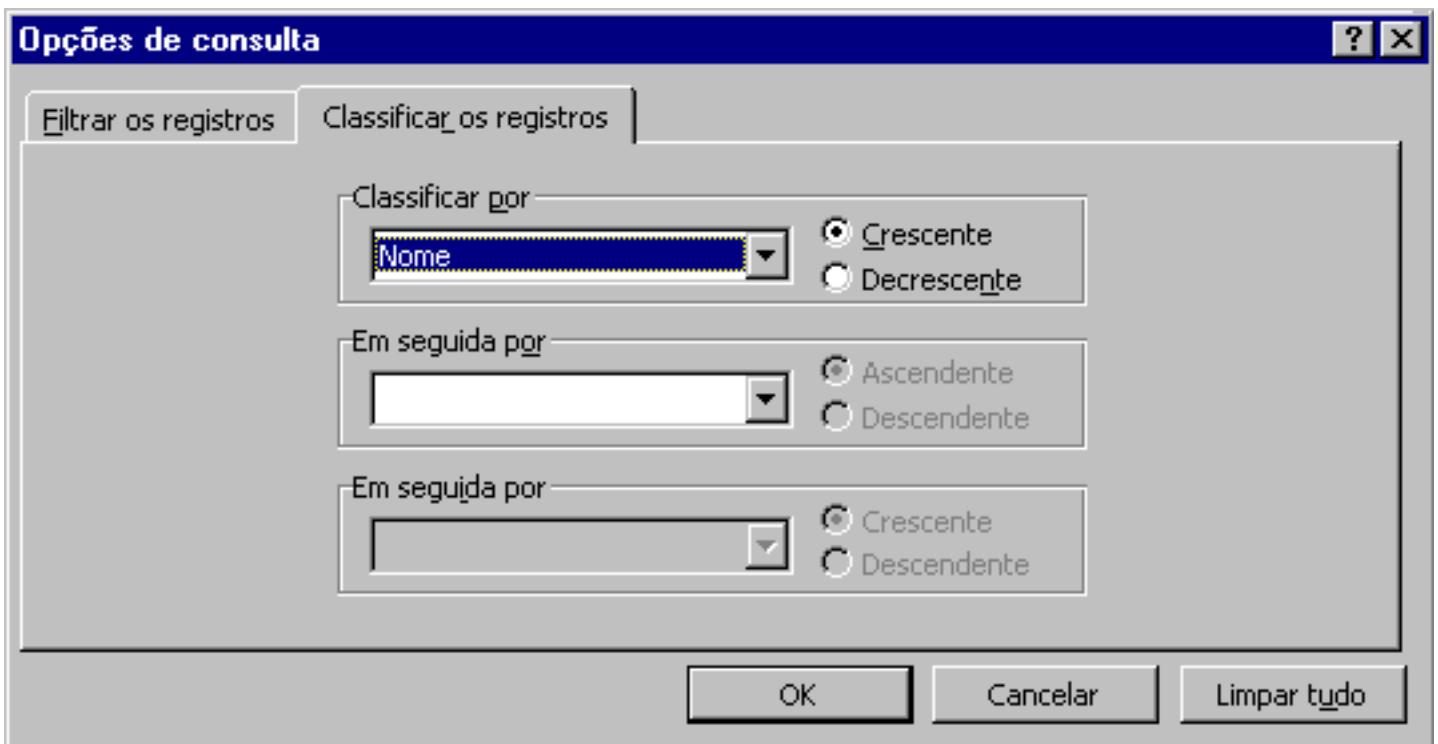 Opções de consulta
Filtrar os registros Classificar os registros
Classificar por
Nome
Crescente
Decrescente
Em seguida por
Ascendente
Descendente
Em seguida por
Crescente
Descendente
OK Cancelar Limpar tudo